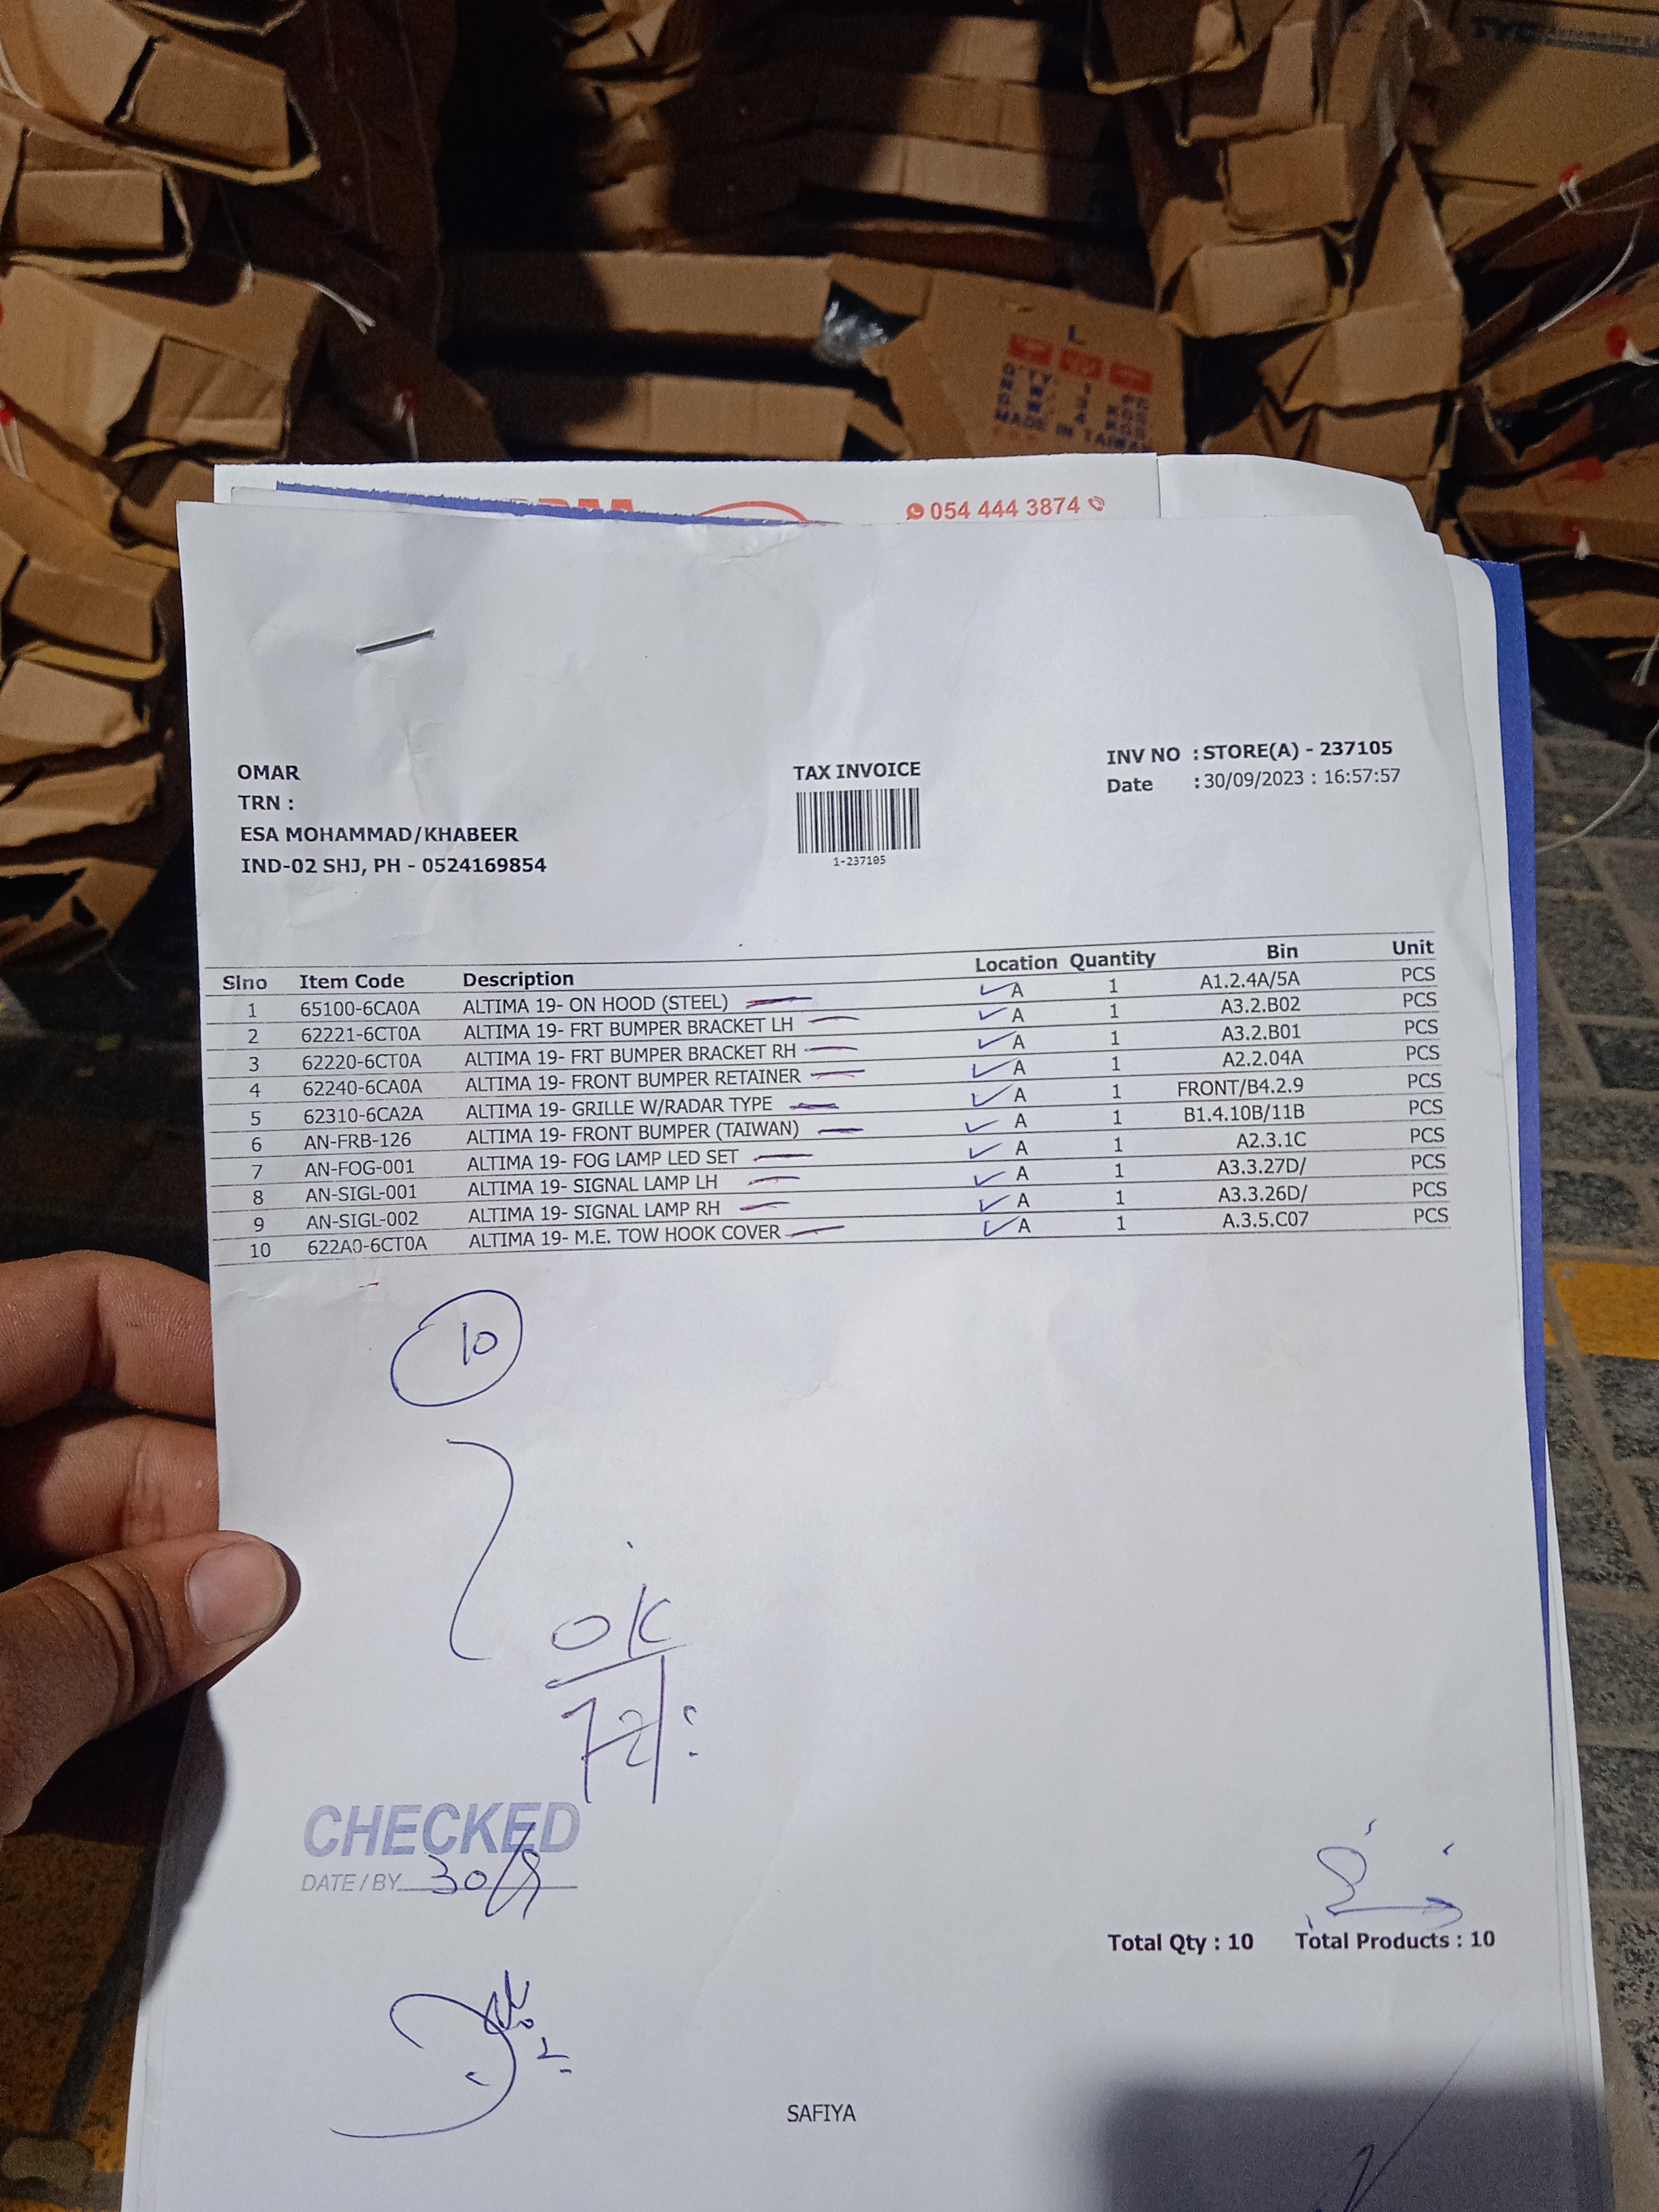 L
Q'TY: 1 PC
MADE IN TAIWAN
054 444 3874
OMAR
TRN :
ESA MOHAMMAD/KHABEER
IND-02 SHJ, PH - 0524169854
TAX INVOICE
1-237105
INV NO : STORE(A) - 237105
Date : 30/09/2023 : 16:57:57
Slno Item Code Description Location Quantity Bin Unit
1 65100-6CA0A ALTIMA 19- ON HOOD (STEEL) A 1 A1.2.4A/5A PCS
2 62221-6CT0A ALTIMA 19- FRT BUMPER BRACKET LH A 1 A3.2.B02 PCS
3 62220-6CT0A ALTIMA 19- FRT BUMPER BRACKET RH A 1 A3.2.B01 PCS
4 62240-6CA0A ALTIMA 19- FRONT BUMPER RETAINER A 1 A2.2.04A PCS
5 62310-6CA2A ALTIMA 19- GRILLE W/RADAR TYPE A 1 FRONT/B4.2.9 PCS
6 AN-FRB-126 ALTIMA 19- FRONT BUMPER (TAIWAN) A 1 B1.4.10B/11B PCS
7 AN-FOG-001 ALTIMA 19- FOG LAMP LED SET A 1 A2.3.1C PCS
8 AN-SIGL-001 ALTIMA 19- SIGNAL LAMP LH A 1 A3.3.27D/ PCS
9 AN-SIGL-002 ALTIMA 19- SIGNAL LAMP RH A 1 A3.3.26D/ PCS
10 622A0-6CT0A ALTIMA 19- M.E. TOW HOOK COVER A 1 A.3.5.C07 PCS
10
OK
CHECKED
DATE/BY 30/9
Total Qty : 10 Total Products : 10
SAFIYA